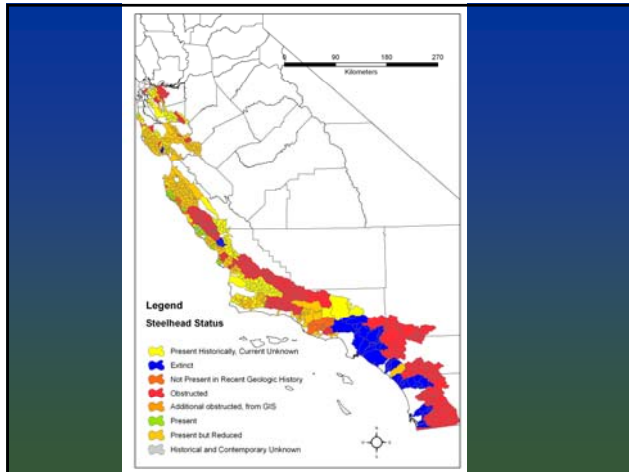 0 90 180 270
Kilometers
Legend
Steelhead Status
Present Historically, Current Unknown
Extinct
Not Present in Recent Geologic History
Obstructed
Additional obstructed, from GIS
Present
Present but Reduced
Historical and Contemporary Unknown